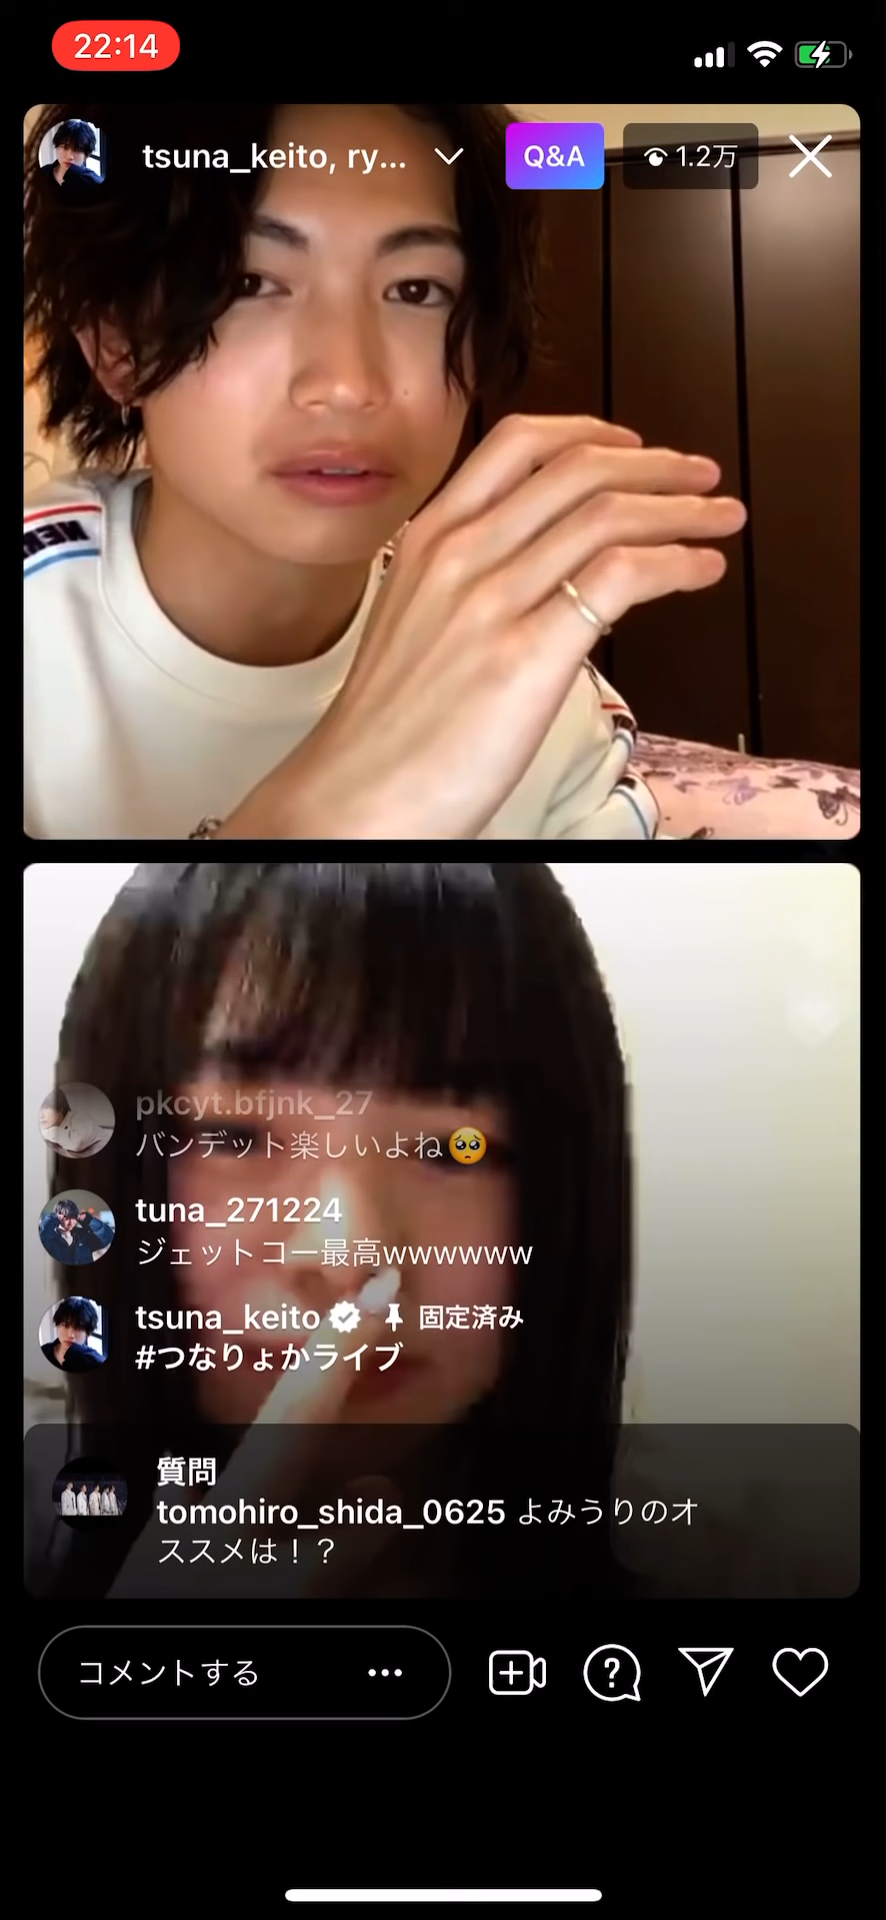 22:14
tsuna_keito, ry...
Q&A
1.2万
pkcyt.bfjnk_27
バンデット楽しいよね🥺
tuna_271224
ジェットコー最高wwwwww
tsuna_keito 固定済み
#つなりょかライブ
質問
tomohiro_shida_0625 よみうりのオ
ススメは！？
コメントする